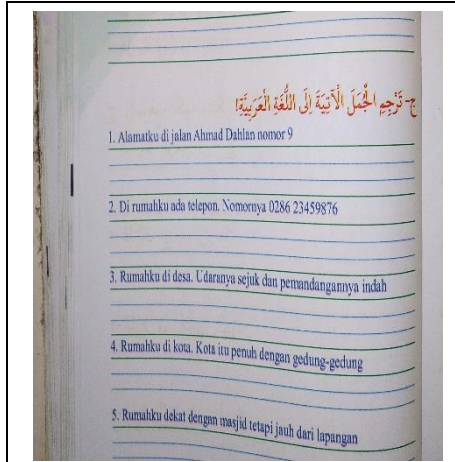 ج- تَرْجِمِ الْجُمَلَ الْآتِيَةَ إِلَى اللُّغَةِ الْعَرَبِيَّةِ!
1. Alamatku di jalan Ahmad Dahlan nomor 9
2. Di rumahku ada telepon. Nomornya 0286 23459876
3. Rumahku di desa. Udaranya sejuk dan pemandangannya indah
4. Rumahku di kota. Kota itu penuh dengan gedung-gedung
5. Rumahku dekat dengan masjid tetapi jauh dari lapangan